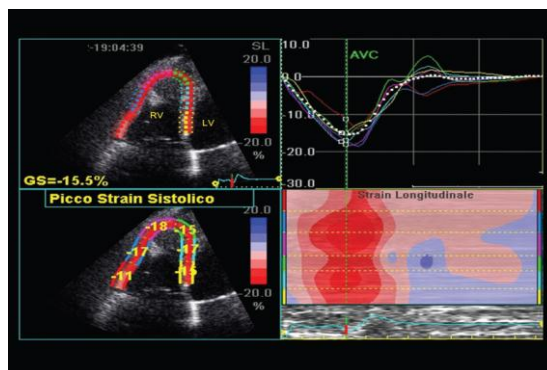 -19:04:39
SL
20.0
RV
LV
-20.0
%
GS=-15.5%
10.0
AVC
0.0
-10.0
-20.0
-30.0
Picco Strain Sistolico
20.0
-18
-15
-17
-17
-11
-15
-20.0
%
Strain Longitudinale